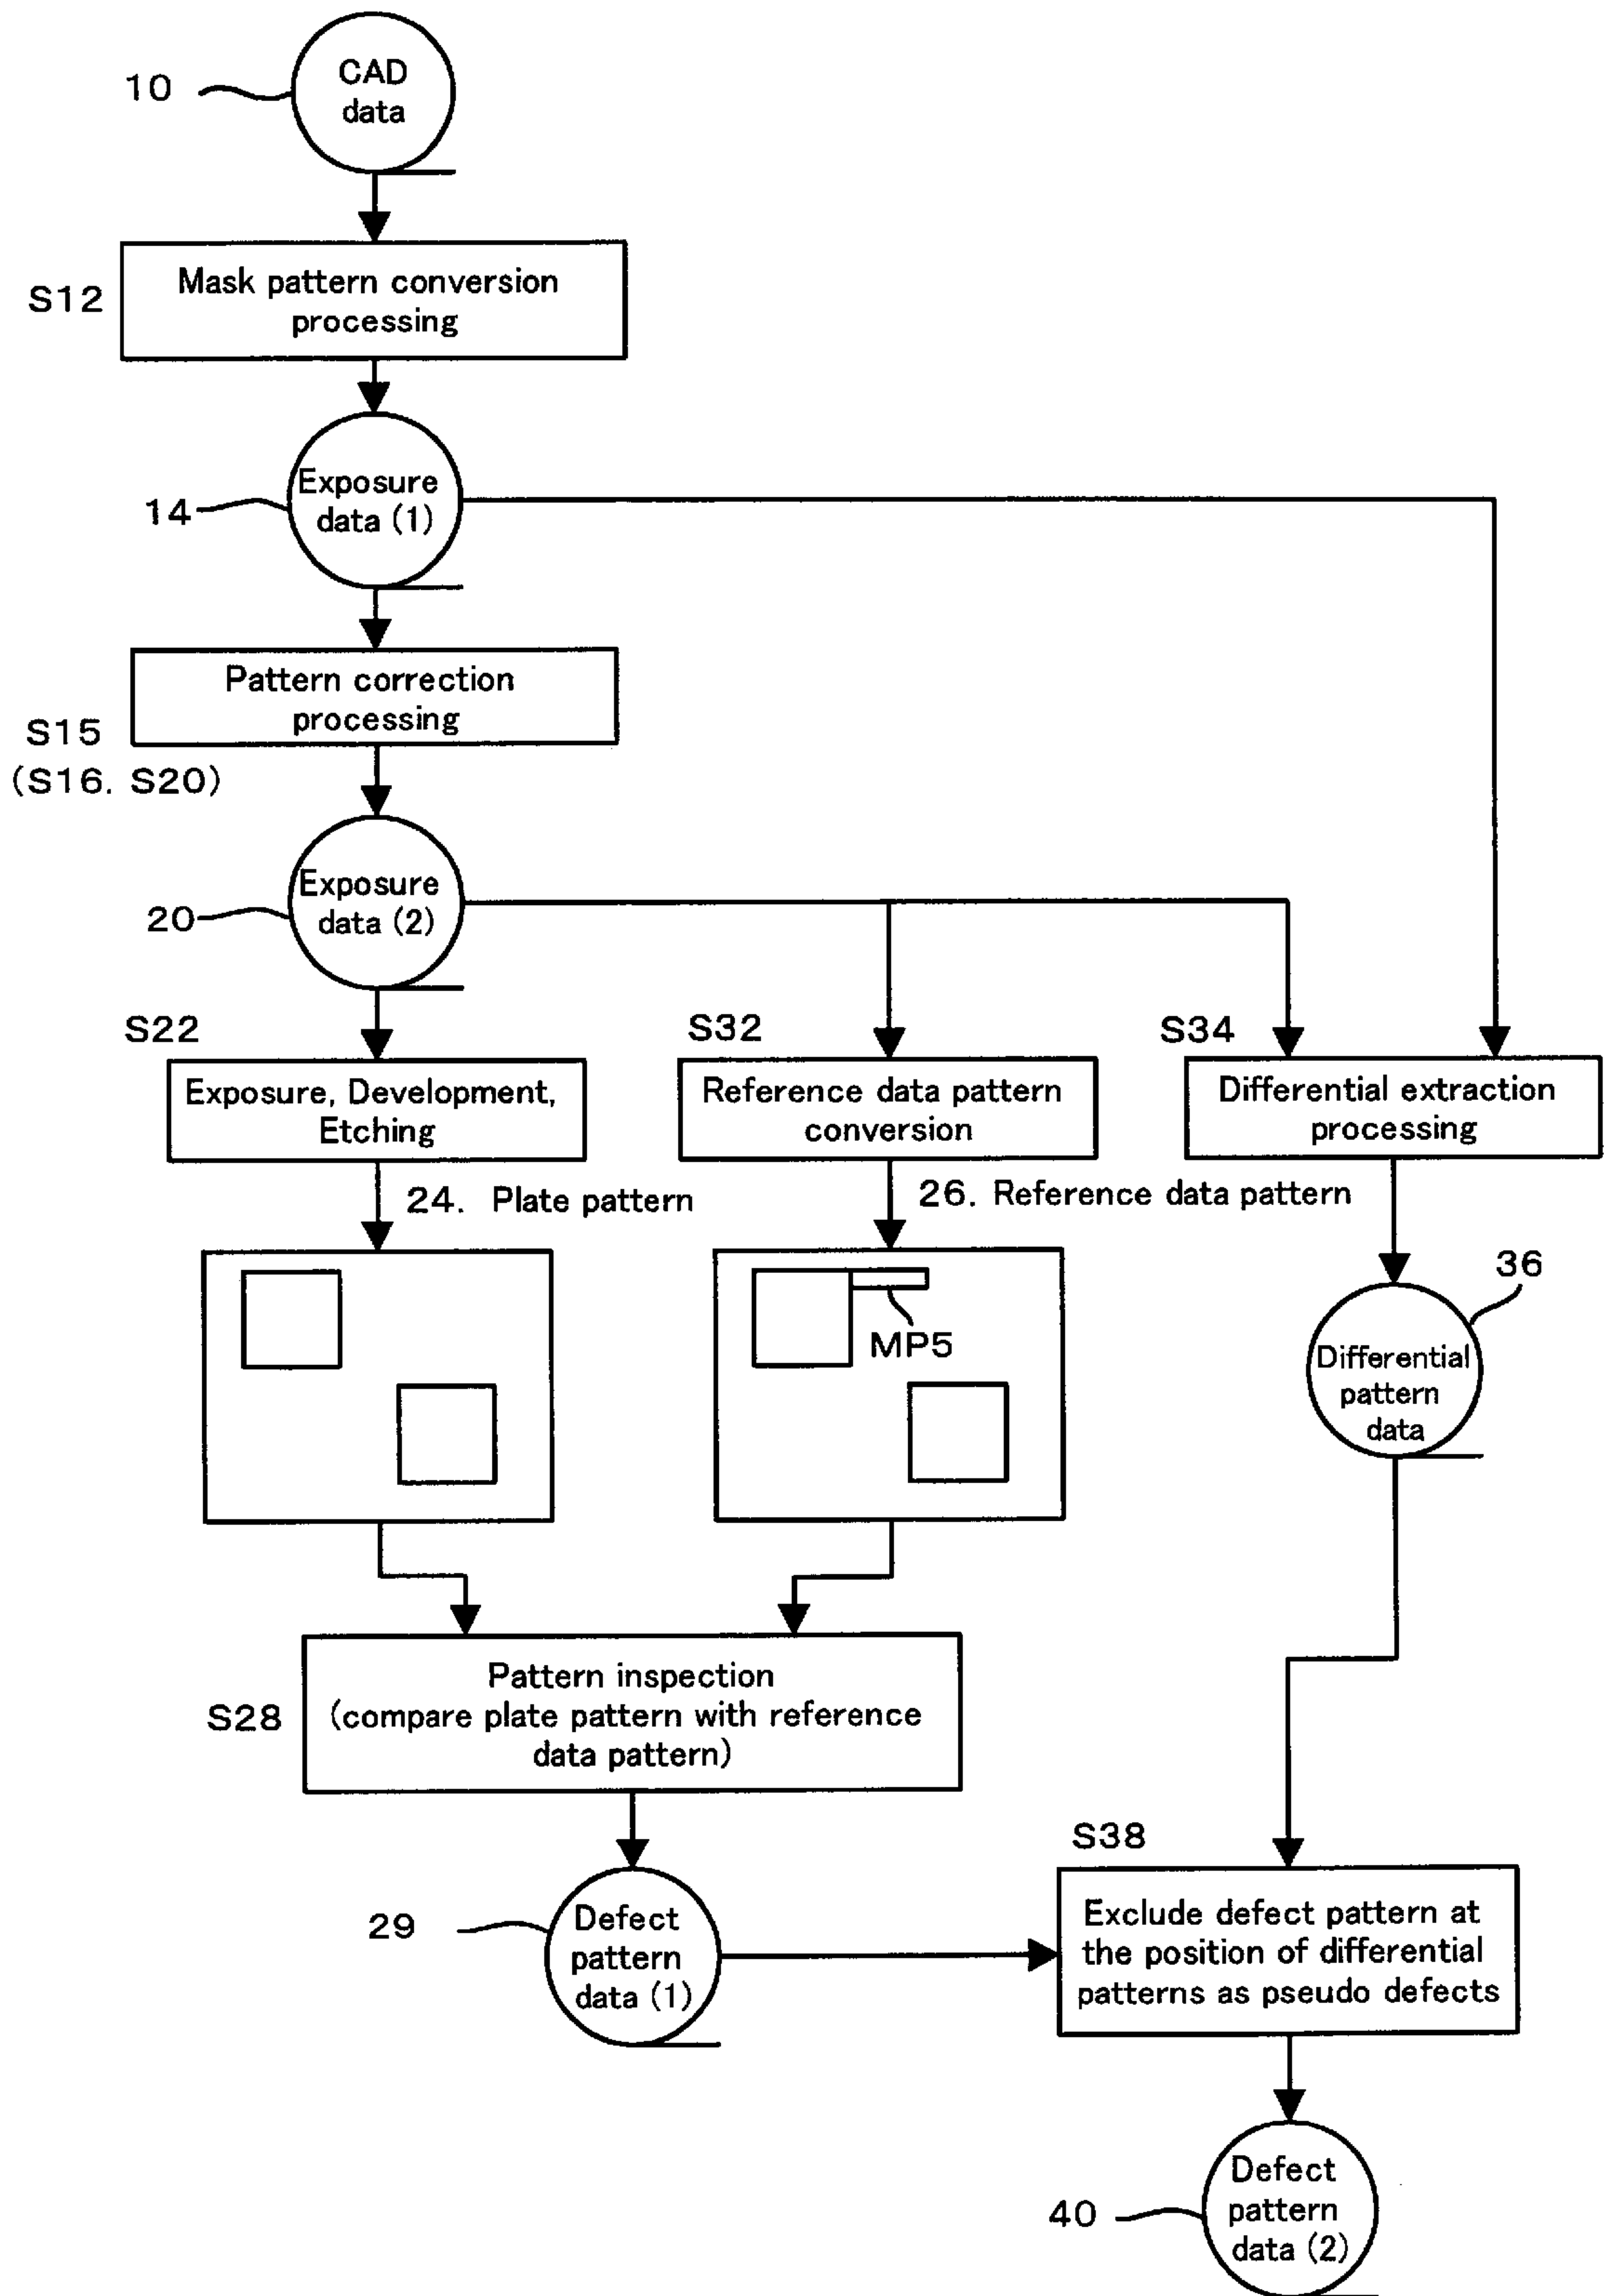 CAD
data
10
S12
Mask pattern conversion
processing
Exposure
data (1)
14
Pattern correction
processing
S15
(S16. S20)
Exposure
data (2)
20
S22
S32
S34
Exposure, Development,
Etching
Reference data pattern
conversion
Differential extraction
processing
24. Plate pattern
26. Reference data pattern
MP5
36
Differential
pattern
data
S28
Pattern inspection
(compare plate pattern with reference
data pattern)
S38
29
Defect
pattern
data (1)
Exclude defect pattern at
the position of differential
patterns as pseudo defects
40
Defect
pattern
data (2)